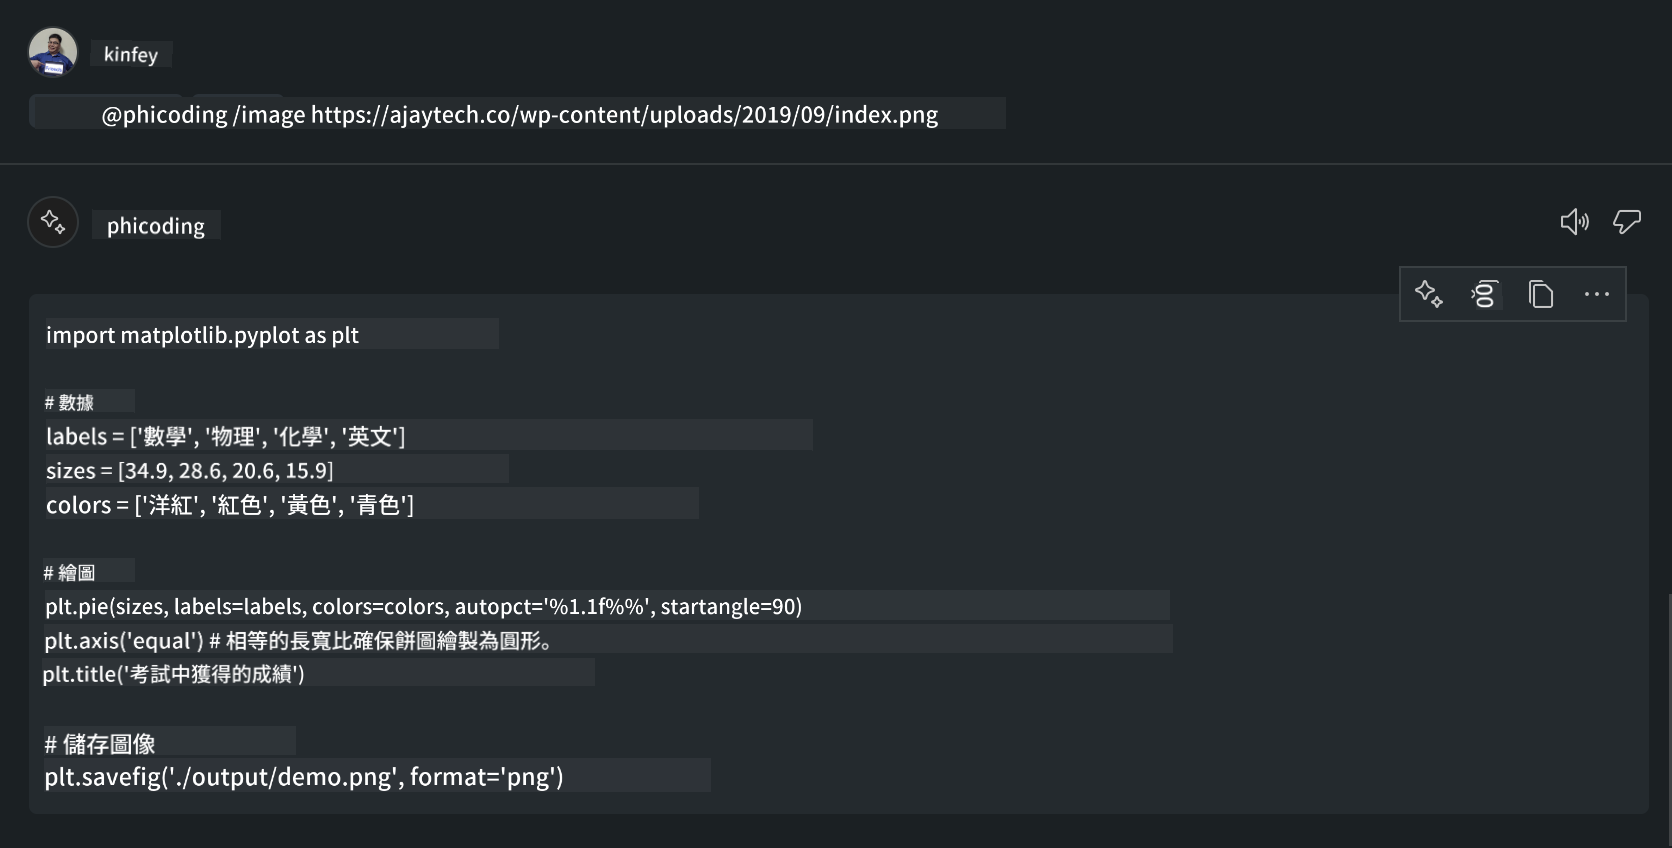 kinfey
@phicoding /image https://ajaytech.co/wp-content/uploads/2019/09/index.png
phicoding
import matplotlib.pyplot as plt
# 數據
labels = ['數學', '物理', '化學', '英文']
sizes = [34.9, 28.6, 20.6, 15.9]
colors = ['洋紅', '紅色', '黃色', '青色']
# 繪圖
plt.pie(sizes, labels=labels, colors=colors, autopct='%1.1f%%', startangle=90)
plt.axis('equal') # 相等的長寬比確保餅圖繪製為圓形。
plt.title('考試中獲得的成績')
# 儲存圖像
plt.savefig('./output/demo.png', format='png')